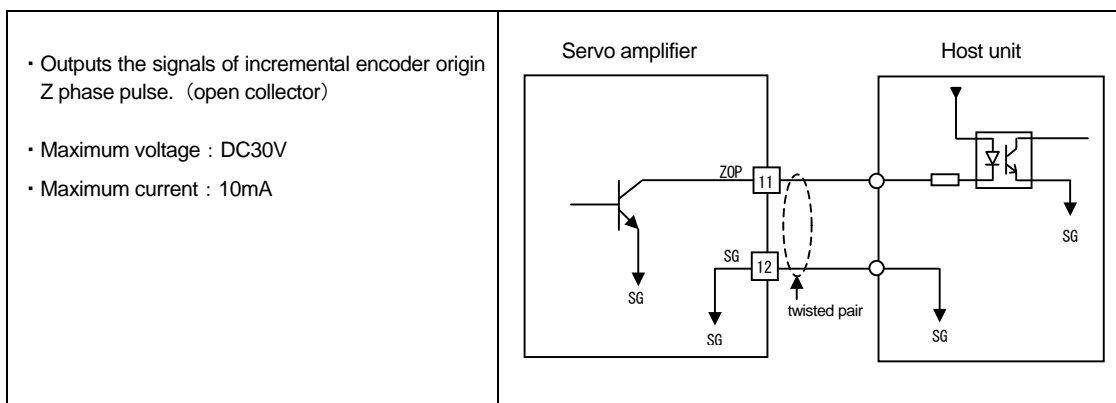 ・Outputs the signals of incremental encoder origin
Z phase pulse.（open collector）
・Maximum voltage：DC30V
・Maximum current：10mA
Servo amplifier
Host unit
ZOP
11
SG
SG
12
SG
SG
twisted pair
SG